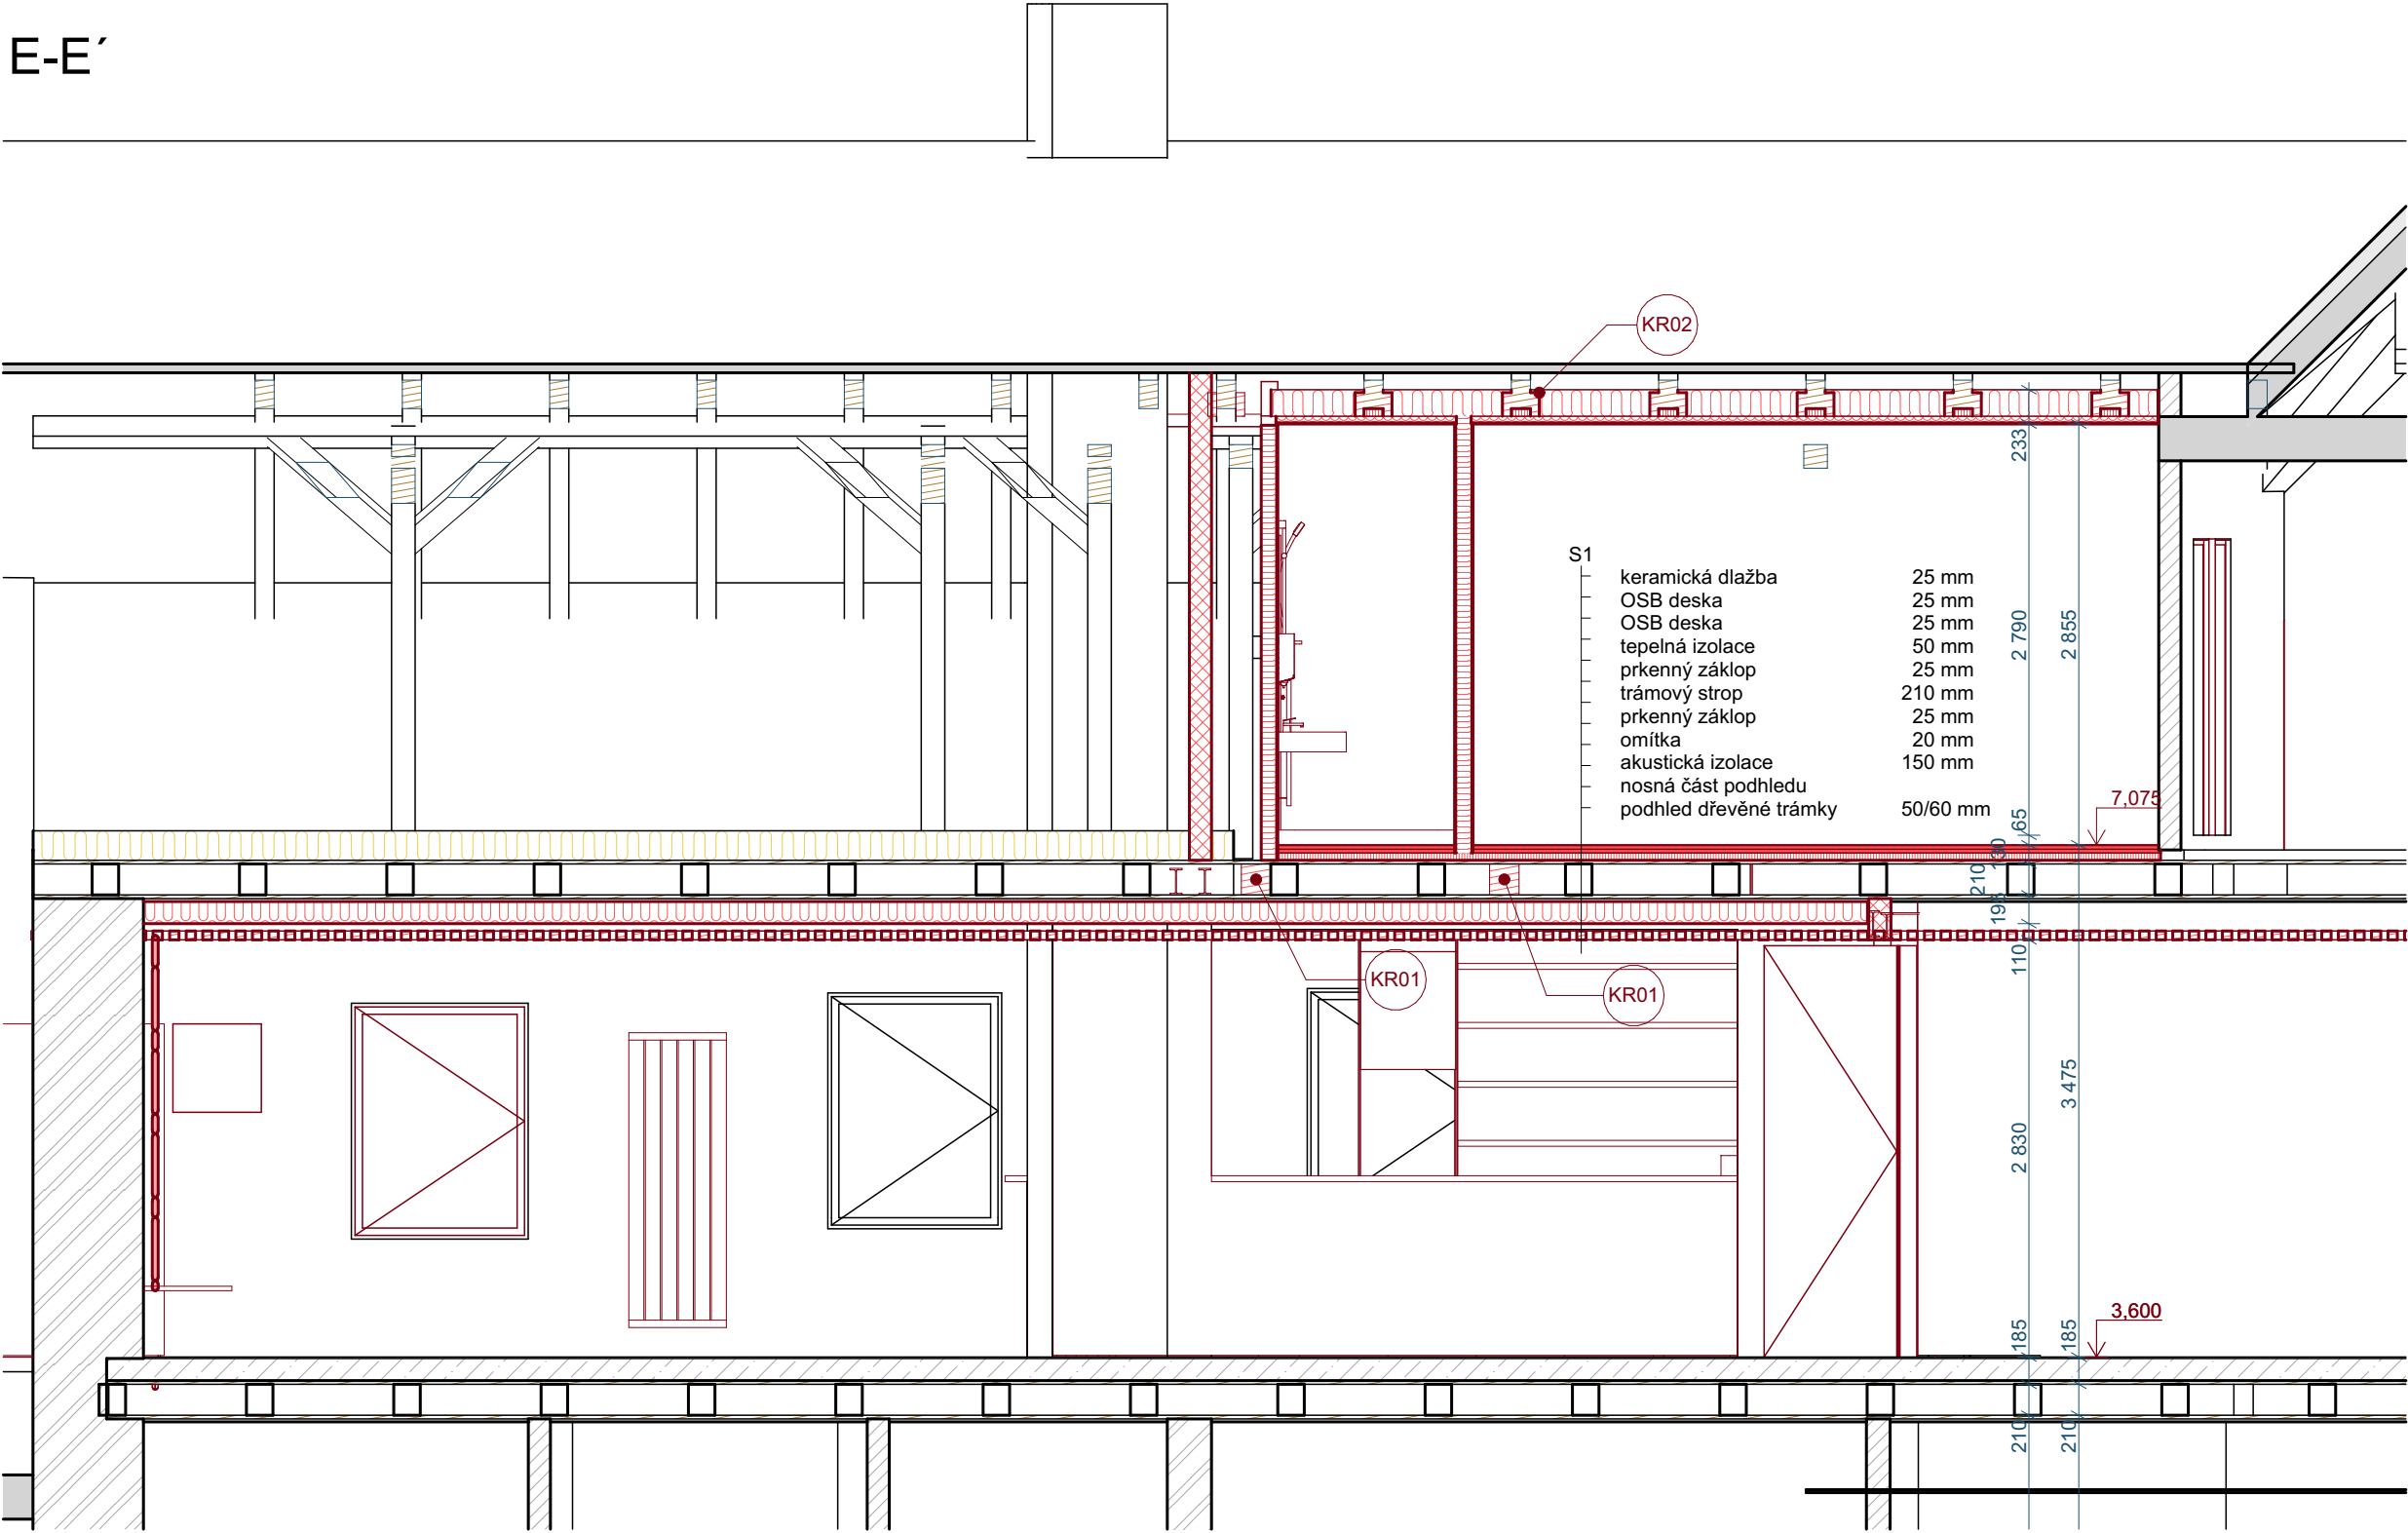 E-E´
KR02
S1
keramická dlažba 25 mm
OSB deska 25 mm
OSB deska 25 mm
tepelná izolace 50 mm
prkenný záklop 25 mm
trámový strop 210 mm
prkenný záklop 25 mm
omítka 20 mm
akustická izolace 150 mm
nosná část podhledu
podhled dřevěné trámky 50/60 mm
233
2 790
2 855
65
7,075
130
210
195
110
KR01
KR01
3 475
2 830
3,600
185
185
210
210